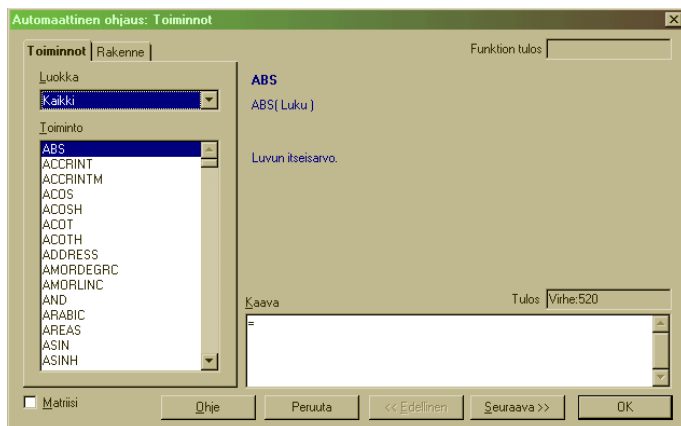 Automaattinen ohjaus: Toiminnot
Toiminnot Rakenne
Funktion tulos
Luokka
Kaikki
Toiminto
ABS
ACCRINT
ACCRINTM
ACOS
ACOSH
ACOT
ACOTH
ADDRESS
AMORDEGRC
AMORLINC
AND
ARABIC
AREAS
ASIN
ASINH
ABS
ABS( Luku )
Luvun itseisarvo.
Kaava
Tulos Virhe:520
=
Matriisi
Ohje Peruuta << Edellinen Seuraava >> OK